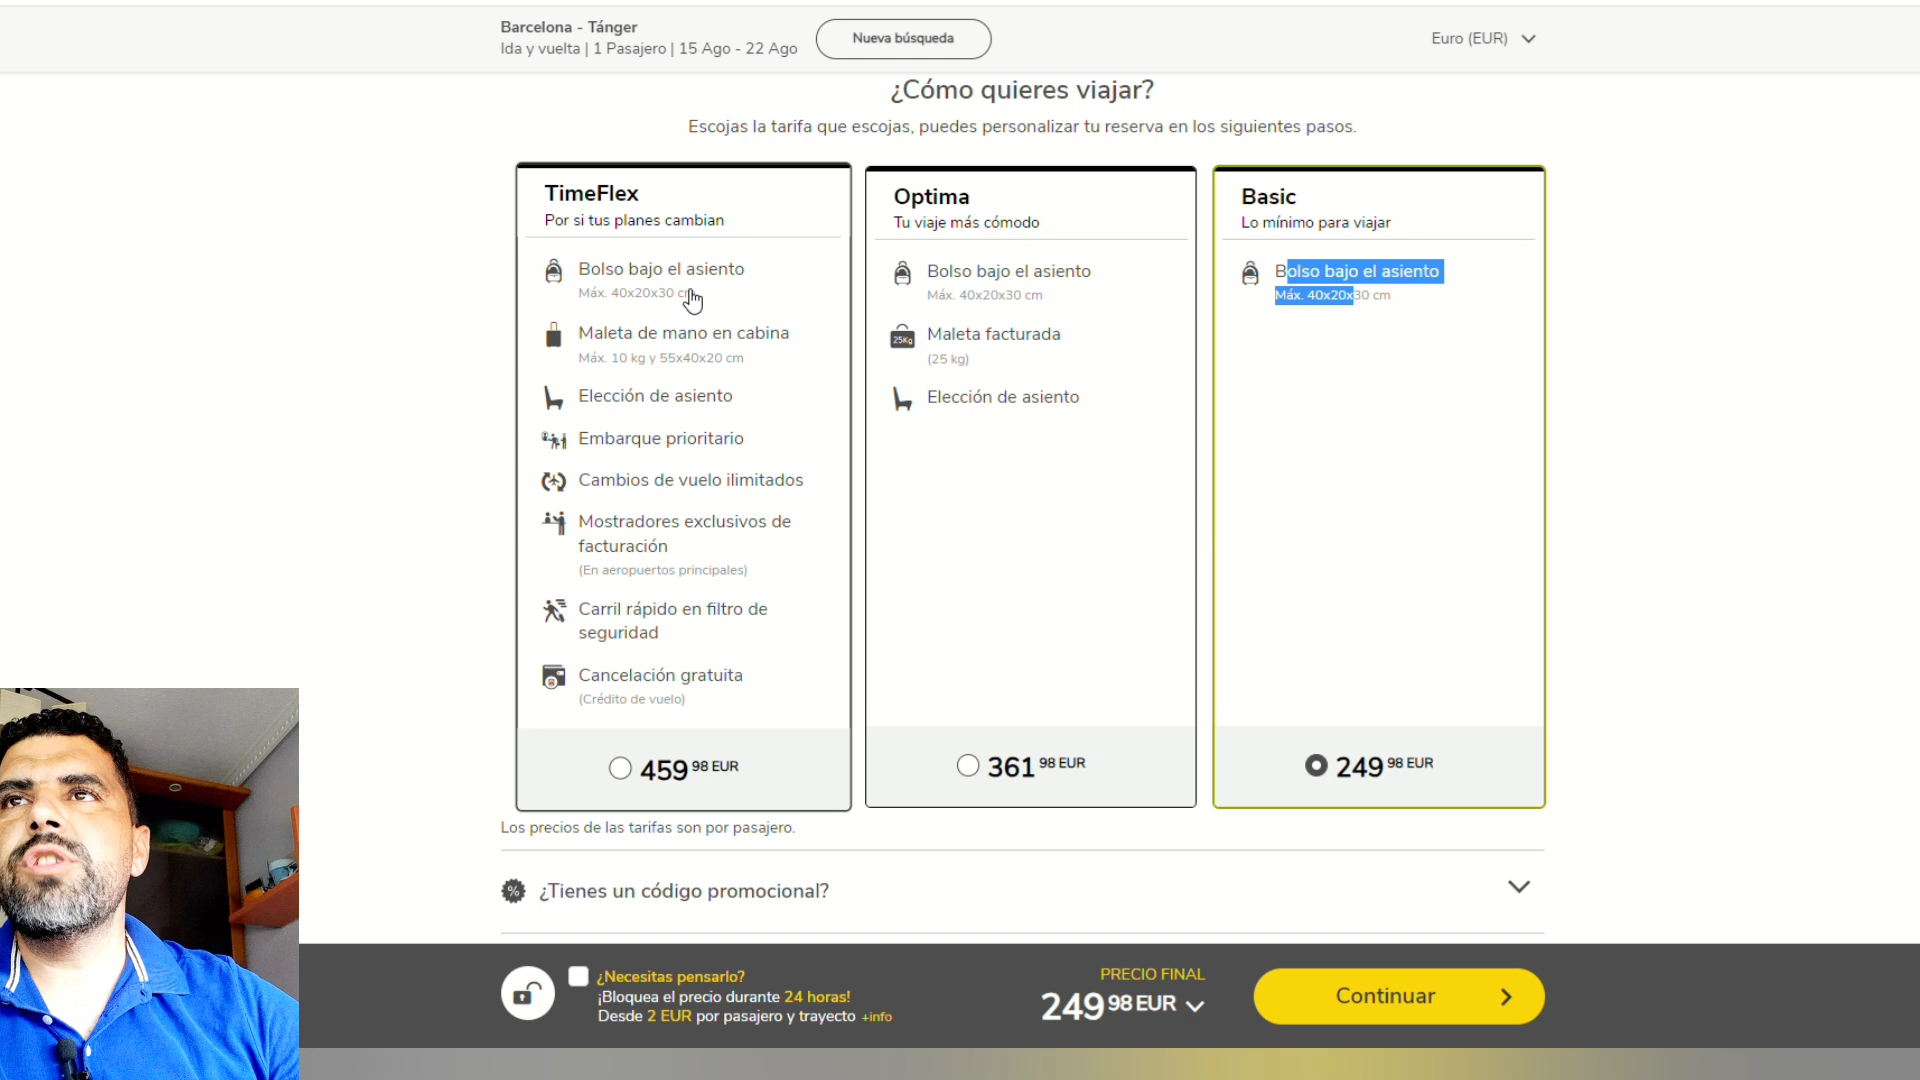 Barcelona - Tánger
Ida y vuelta | 1 Pasajero | 15 Ago - 22 Ago
Nueva búsqueda
Euro (EUR)
¿Cómo quieres viajar?
Escojas la tarifa que escojas, puedes personalizar tu reserva en los siguientes pasos.
TimeFlex
Por si tus planes cambian
Bolso bajo el asiento
Máx. 40x20x30 cm
Maleta de mano en cabina
Máx. 10 kg y 55x40x20 cm
Elección de asiento
Embarque prioritario
Cambios de vuelo ilimitados
Mostradores exclusivos de
facturación
(En aeropuertos principales)
Carril rápido en filtro de
seguridad
Cancelación gratuita
(Crédito de vuelo)
459 98 EUR
Optima
Tu viaje más cómodo
Bolso bajo el asiento
Máx. 40x20x30 cm
25Kg
Maleta facturada
(25 kg)
Elección de asiento
361 98 EUR
Basic
Lo mínimo para viajar
Bolso bajo el asiento
Máx. 40x20x30 cm
249 98 EUR
Los precios de las tarifas son por pasajero.
% ¿Tienes un código promocional?
¿Necesitas pensarlo?
¡Bloquea el precio durante 24 horas!
Desde 2 EUR por pasajero y trayecto +info
PRECIO FINAL
249 98 EUR
Continuar